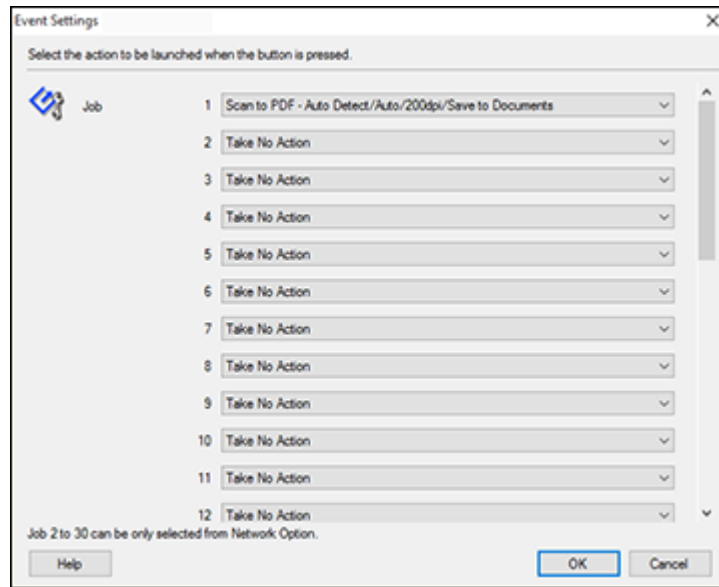 Event Settings
Select the action to be launched when the button is pressed.
Job 1 Scan to PDF - Auto Detect/Auto/200dpi/Save to Documents
2 Take No Action
3 Take No Action
4 Take No Action
5 Take No Action
6 Take No Action
7 Take No Action
8 Take No Action
9 Take No Action
10 Take No Action
11 Take No Action
12 Take No Action
Job 2 to 30 can be only selected from Network Option.
Help OK Cancel